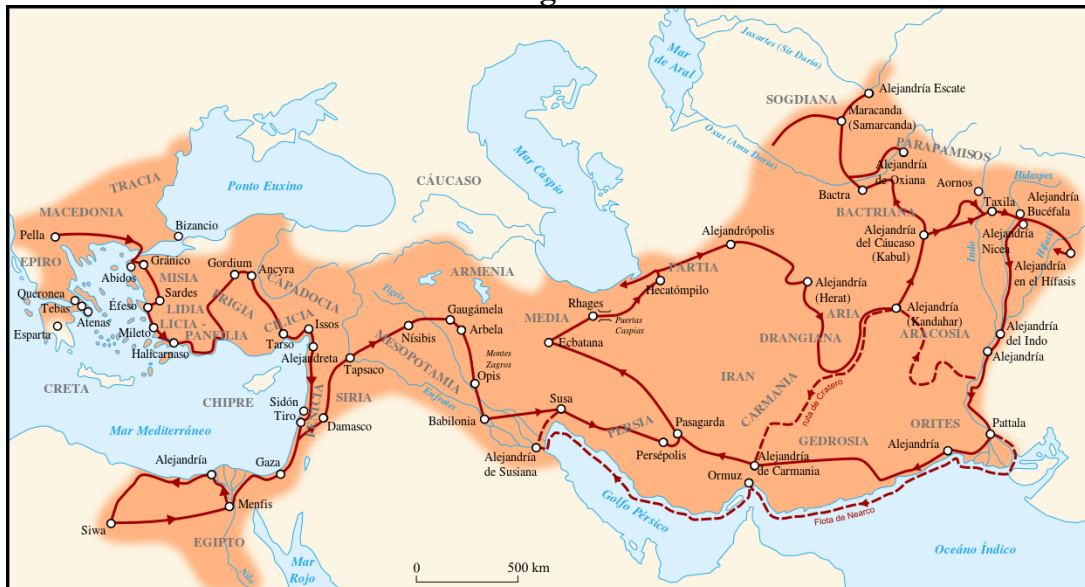 g
Jaxartes (Sir Daria)
Mar
de Aral
SOGDIANA
Alejandría Escate
Maracanda
(Samarcanda)
Oxus (Amu Daria)
PARAPAMISOS
Alejandría
de Oxiana
Bactra
BACTRIANA
Aornos
Taxila
Hidaspes
Alejandría
Bucéfala
Alejandría
Nicea
Hífasis
Indo
Alejandría
en el Hífasis
Alejandría
del Cáucaso
(Kabul)
TRACIA
Ponto Euxino
CÁUCASO
Mar Caspio
MACEDONIA
Pella
Bizancio
EPIRO
Abidos
Gránico
MISIA
Gordium
Ancyra
CAPADOCIA
ARMENIA
Alejandrópolis
PARTIA
Hecatómpilo
Rhages
Puertas
Caspias
MEDIA
Ecbatana
Alejandría
(Herat)
ARIA
Alejandría
(Kandahar)
ARACOSIA
DRANGIANA
Queronea
Tebas
Atenas
Esparta
Sardes
Éfeso
LIDIA
Mileto
LICIA -
PANFILIA
Halicarnaso
FRIGIA
CILICIA
Tarso
Issos
Alejandreta
Tigris
Nísibis
Gaugámela
Arbela
MESOPOTAMIA
Montes
Zagros
Opis
Tapsaco
Eufrates
Babilonia
CRETA
CHIPRE
SIRIA
Sidón
Tiro
FENICIA
Damasco
Mar Mediterráneo
Susa
PERSIA
Pasagarda
Persépolis
IRAN
CARMANIA
ruta de Cratero
GEDROSIA
Alejandría
de Carmania
Ormuz
Alejandría
del Indo
Alejandría
ORITES
Pattala
Alejandría
Alejandría
de Susiana
Golfo Pérsico
Flota de Nearco
Océano Índico
Alejandría
Gaza
Menfis
Siwa
EGIPTO
Nilo
Mar
Rojo
0
500 km